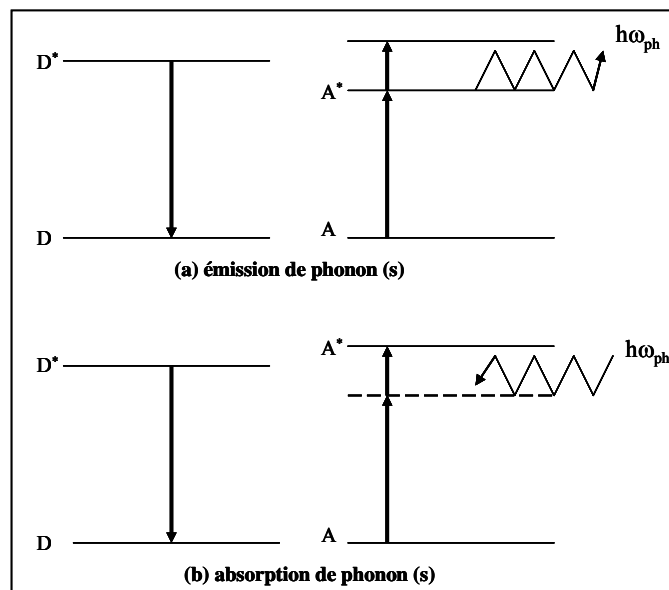 D*
A*
hω_ph
D
A
(a) émission de phonon (s)
D*
A*
hω_ph
D
A
(b) absorption de phonon (s)